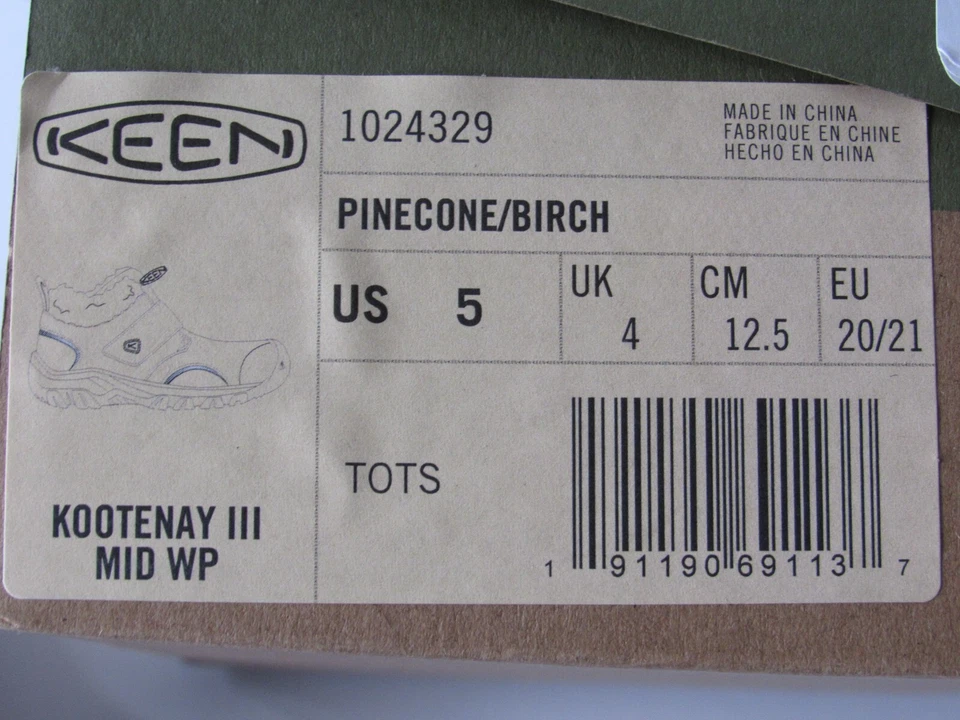 KEEN
1024329
MADE IN CHINA
FABRIQUE EN CHINE
HECHO EN CHINA
PINECONE/BIRCH
US 5
UK 4
CM 12.5
EU 20/21
TOTS
KOOTENAY III
MID WP
1 91190 69113 7